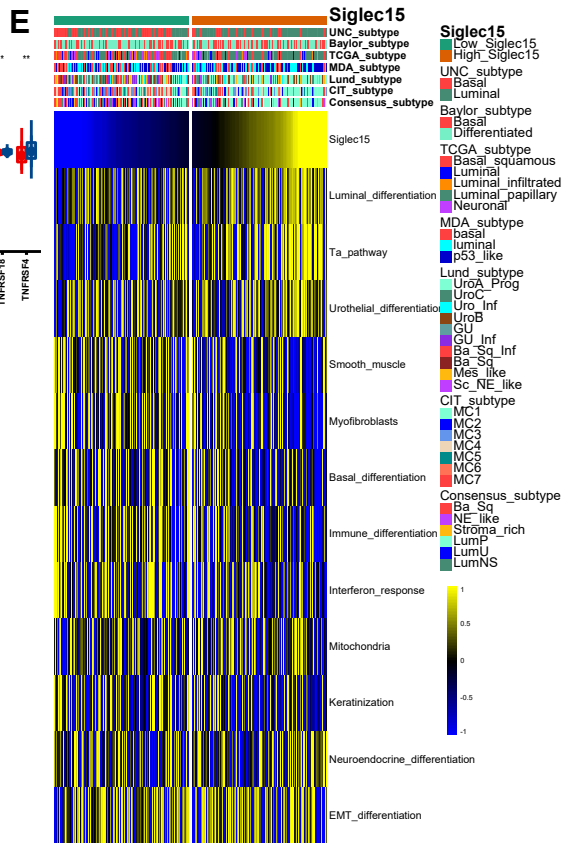 E
Siglec15
UNC_subtype
Baylor_subtype
TCGA_subtype
MDA_subtype
Lund_subtype
CIT_subtype
Consensus_subtype
Siglec15
Luminal_differentiation
Ta_pathway
Urothelial_differentiation
Smooth_muscle
Myofibroblasts
Basal_differentiation
Immune_differentiation
Interferon_response
Mitochondria
Keratinization
Neuroendocrine_differentiation
EMT_differentiation
*
**
TNFRSF18
TNFRSF4
Siglec15
Low_Siglec15
High_Siglec15
UNC_subtype
Basal
Luminal
Baylor_subtype
Basal
Differentiated
TCGA_subtype
Basal_squamous
Luminal
Luminal_infiltrated
Luminal_papillary
Neuronal
MDA_subtype
basal
luminal
p53_like
Lund_subtype
UroA_Prog
UroC
Uro_Inf
UroB
GU
GU_Inf
Ba_Sq_Inf
Ba_Sq
Mes_like
Sc_NE_like
CIT_subtype
MC1
MC2
MC3
MC4
MC5
MC6
MC7
Consensus_subtype
Ba_Sq
NE_like
Stroma_rich
LumP
LumU
LumNS
1
0.5
0
-0.5
-1